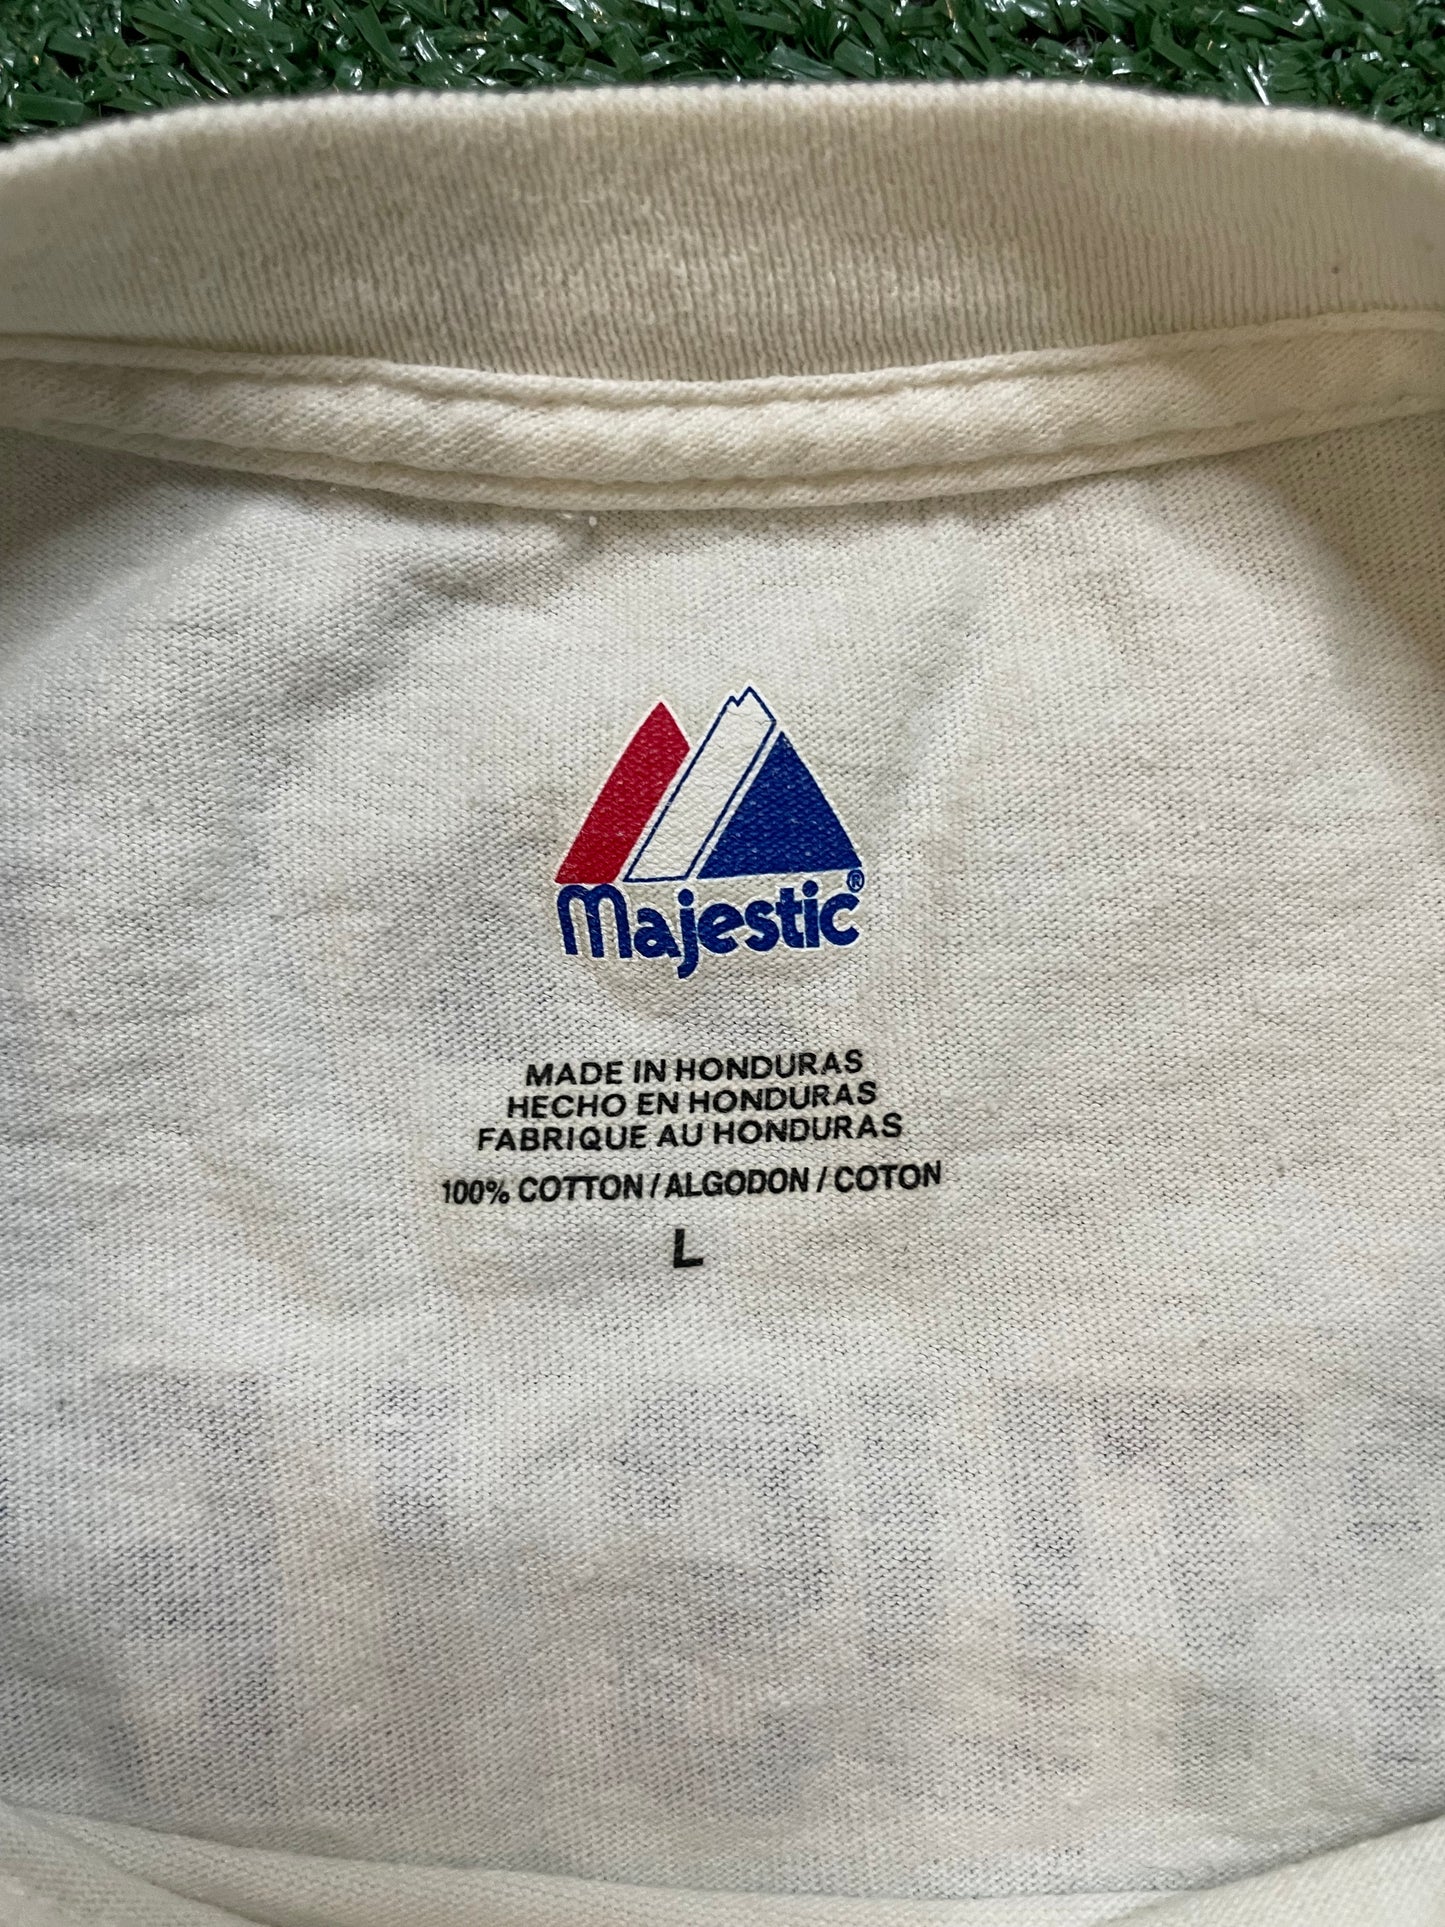 Majestic®
MADE IN HONDURAS
HECHO EN HONDURAS
FABRIQUE AU HONDURAS
100% COTTON / ALGODON / COTON
L